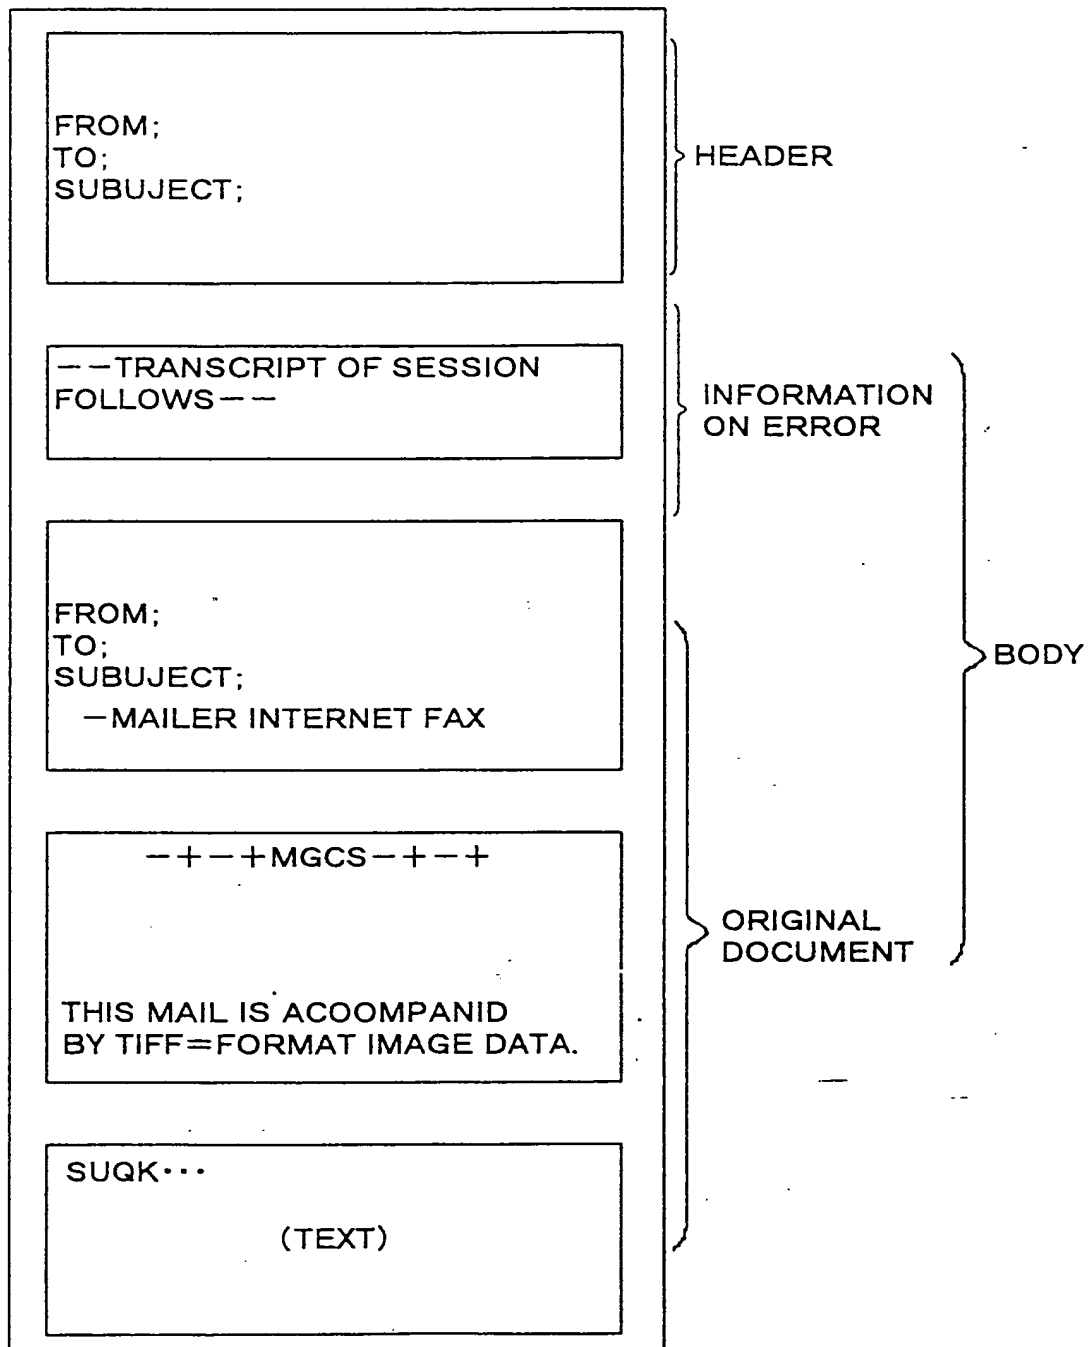 FROM;
TO;
SUBUJECT;
HEADER
——TRANSCRIPT OF SESSION
FOLLOWS——
INFORMATION
ON ERROR
FROM;
TO;
SUBUJECT;
—MAILER INTERNET FAX
BODY
—+—+MGCS—+—+
THIS MAIL IS ACOOMPANID
BY TIFF=FORMAT IMAGE DATA.
ORIGINAL
DOCUMENT
SUQK···
(TEXT)